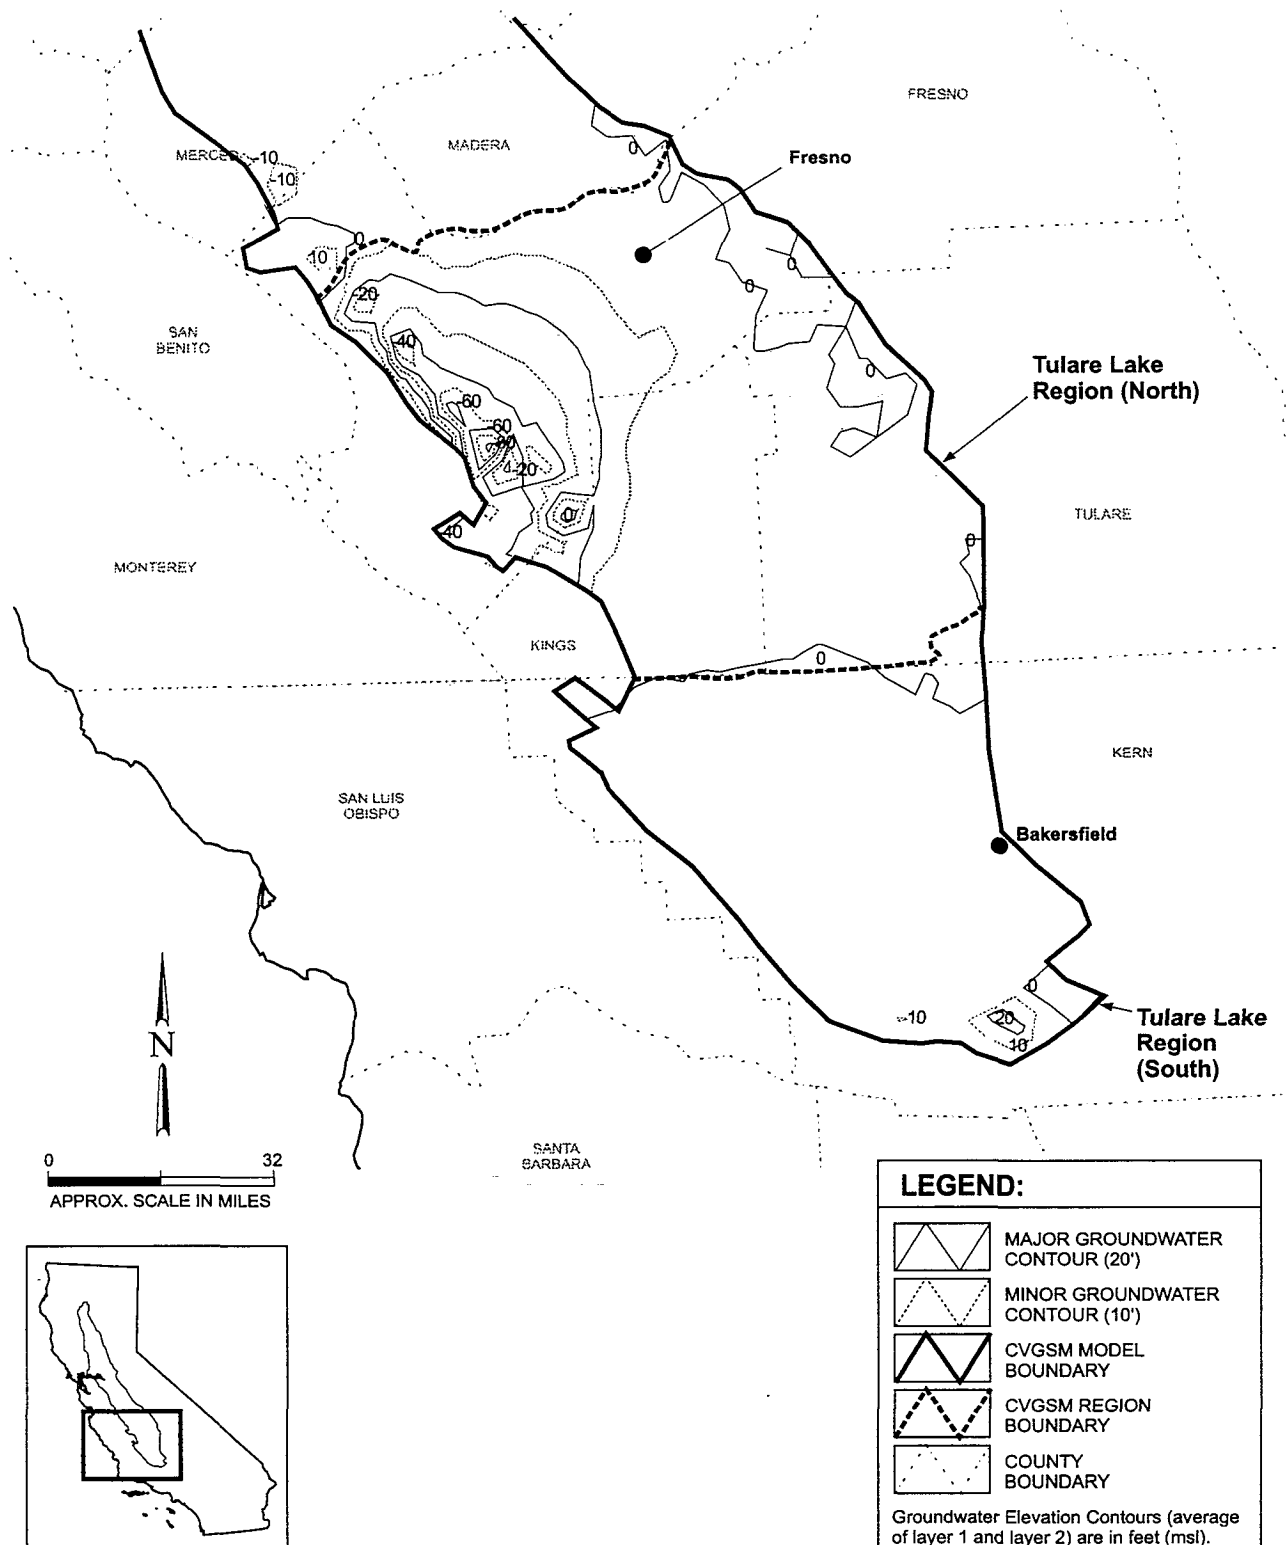 FRESNO
MADERA
MERCED
-10
-10
0
Fresno
0
10
0
0
-20
SAN
BENITO
-40
0
Tulare Lake
Region (North)
-60
-60
-80
-20
0
-40
TULARE
0
MONTEREY
KINGS
0
KERN
SAN LUIS
OBISPO
Bakersfield
0
-10
20
10
Tulare Lake
Region
(South)
N
SANTA
BARBARA
0 32
APPROX. SCALE IN MILES
LEGEND:
MAJOR GROUNDWATER
CONTOUR (20')
MINOR GROUNDWATER
CONTOUR (10')
CVGSM MODEL
BOUNDARY
CVGSM REGION
BOUNDARY
COUNTY
BOUNDARY
Groundwater Elevation Contours (average
of layer 1 and layer 2) are in feet (msl).